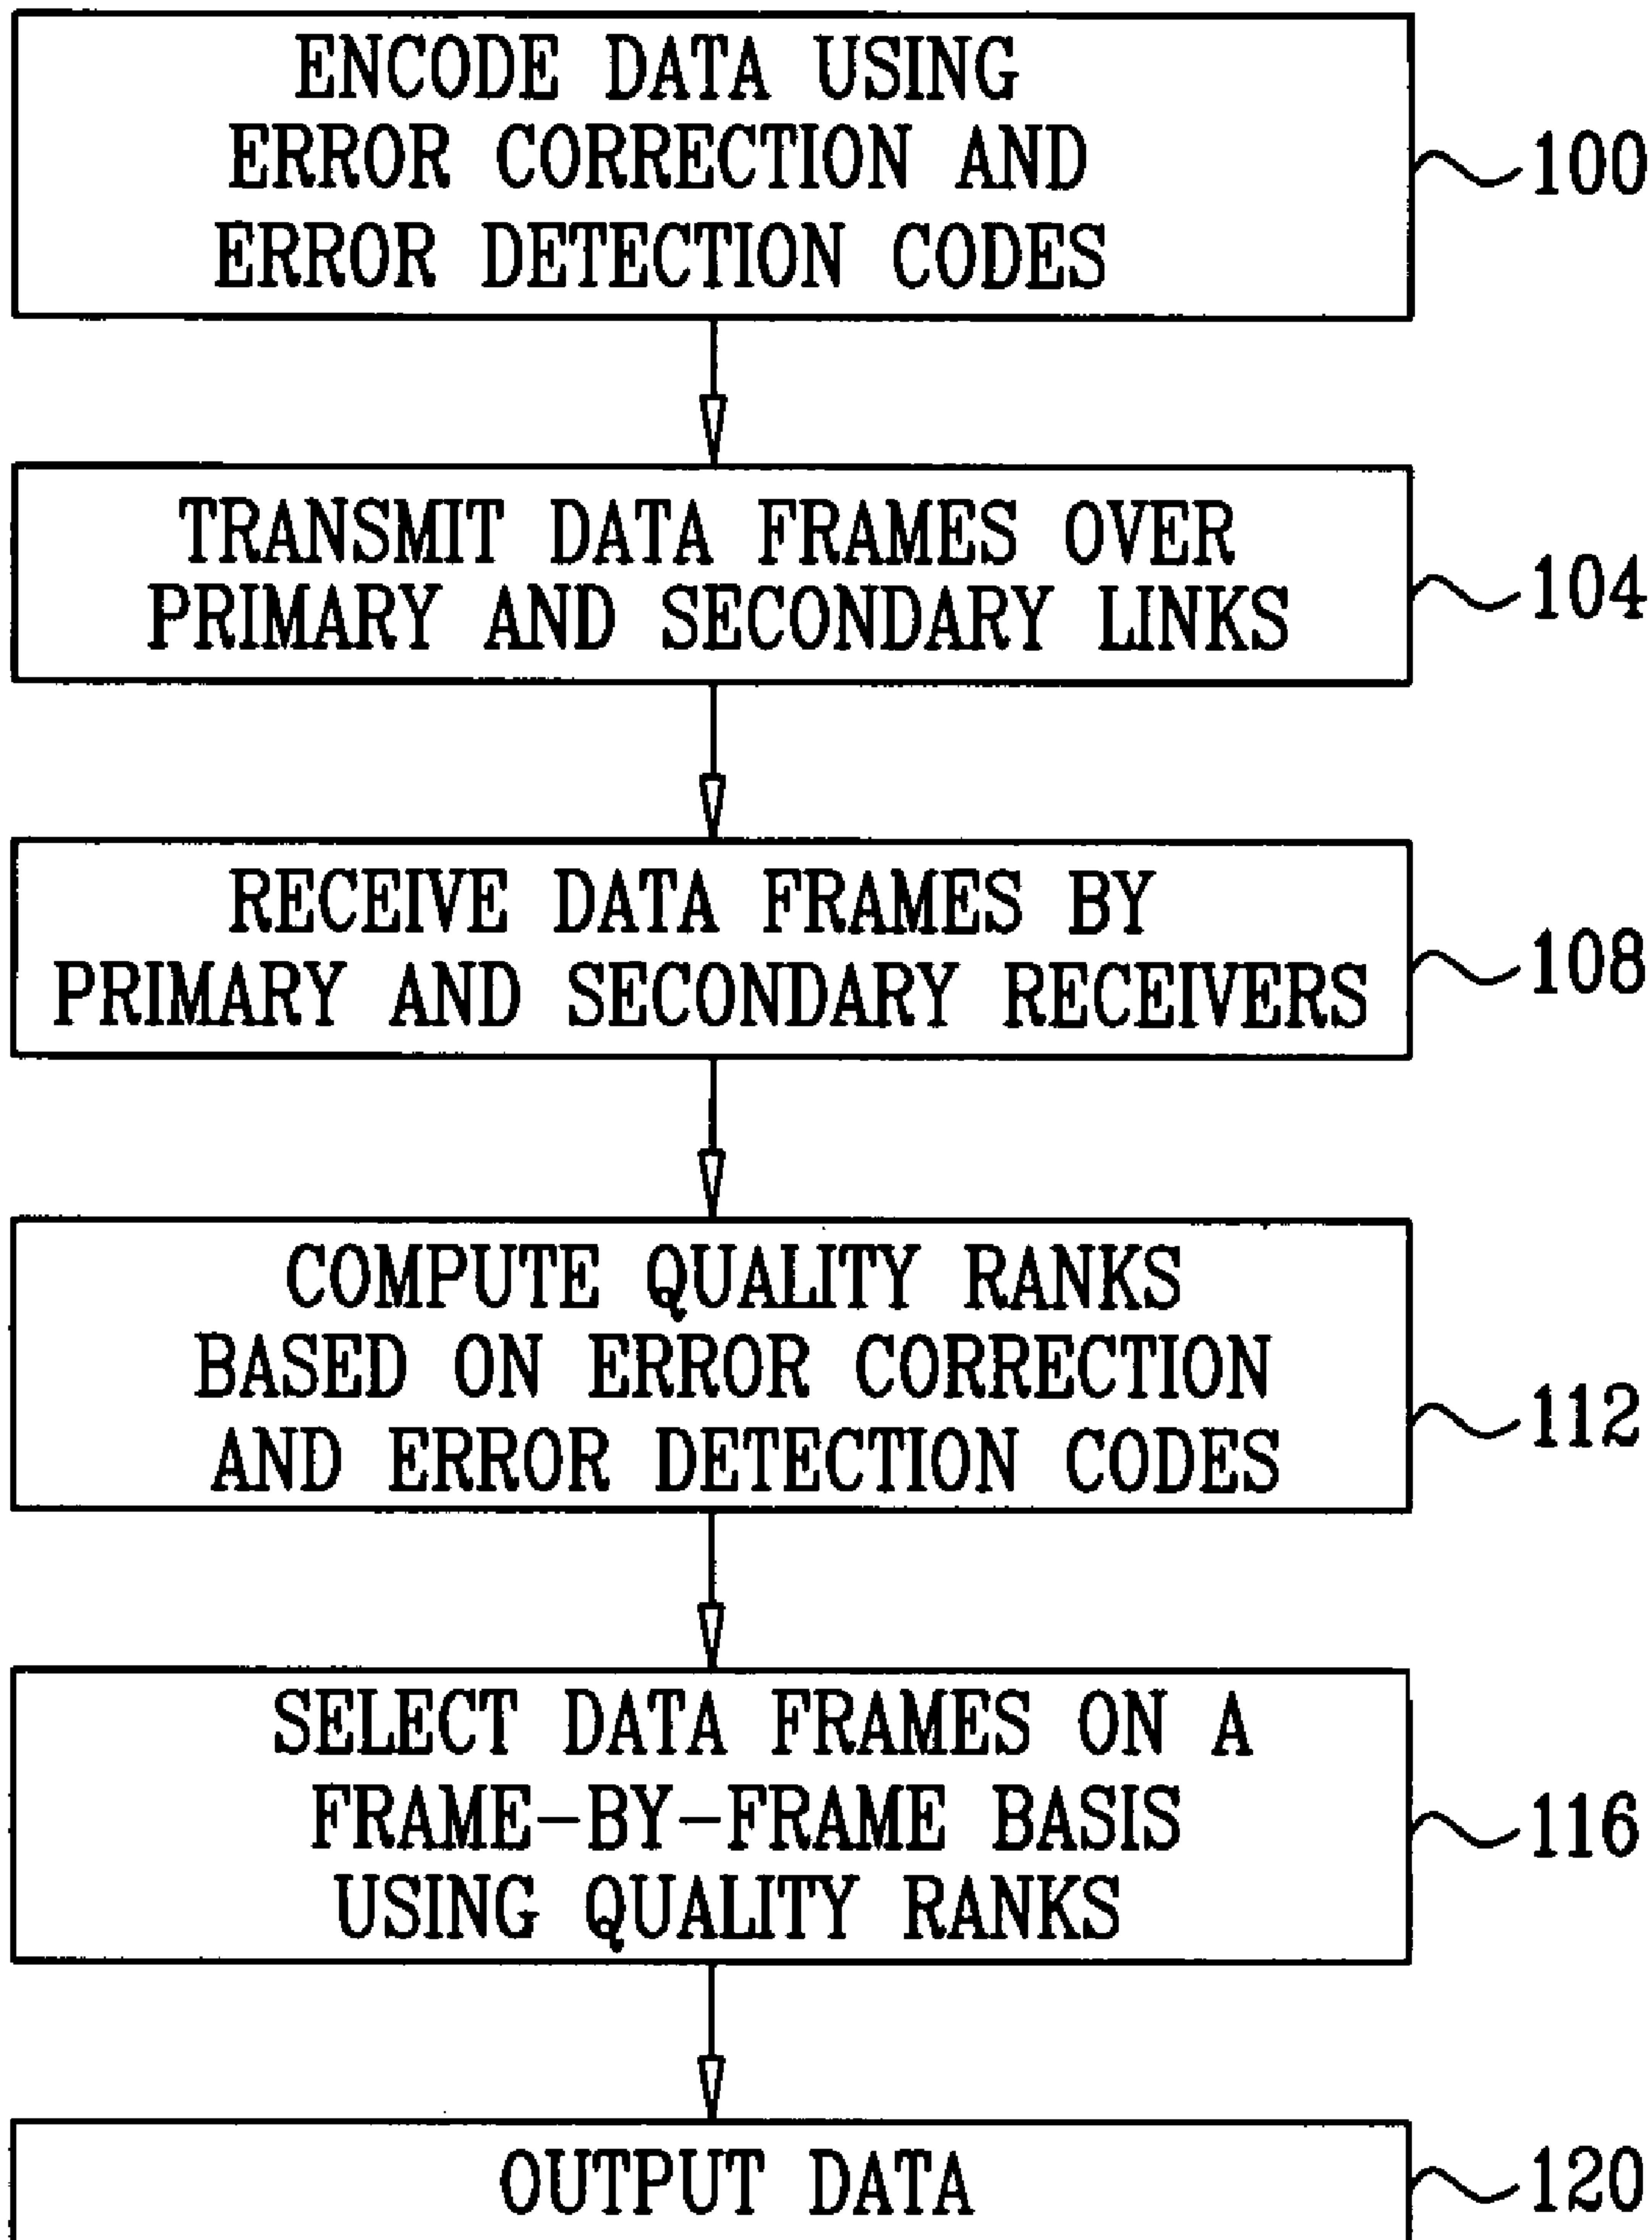 ENCODE DATA USING
ERROR CORRECTION AND
ERROR DETECTION CODES
100
TRANSMIT DATA FRAMES OVER
PRIMARY AND SECONDARY LINKS
104
RECEIVE DATA FRAMES BY
PRIMARY AND SECONDARY RECEIVERS
108
COMPUTE QUALITY RANKS
BASED ON ERROR CORRECTION
AND ERROR DETECTION CODES
112
SELECT DATA FRAMES ON A
FRAME-BY-FRAME BASIS
USING QUALITY RANKS
116
OUTPUT DATA
120